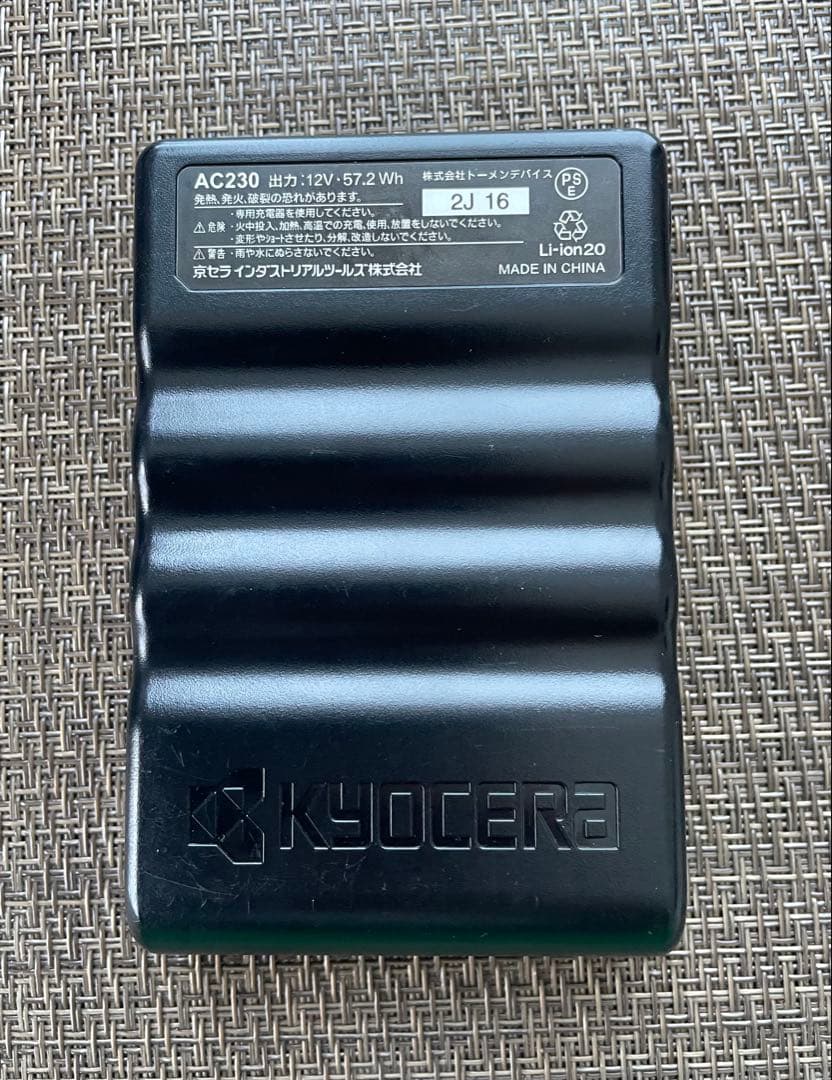 AC230 出力:12V・57.2 Wh 株式会社トーメンデバイス PSE
発熱、発火、破裂の恐れがあります。
2J 16
・専用充電器を使用してください。
⚠危険・火中投入、加熱、高温での充電、使用、放置をしないでください。
・変形やショートさせたり、分解、改造しないでください。
⚠警告・雨や水にぬらさないでください。
Li-ion20
京セラ インダストリアルツールズ株式会社 MADE IN CHINA
KYOCERA